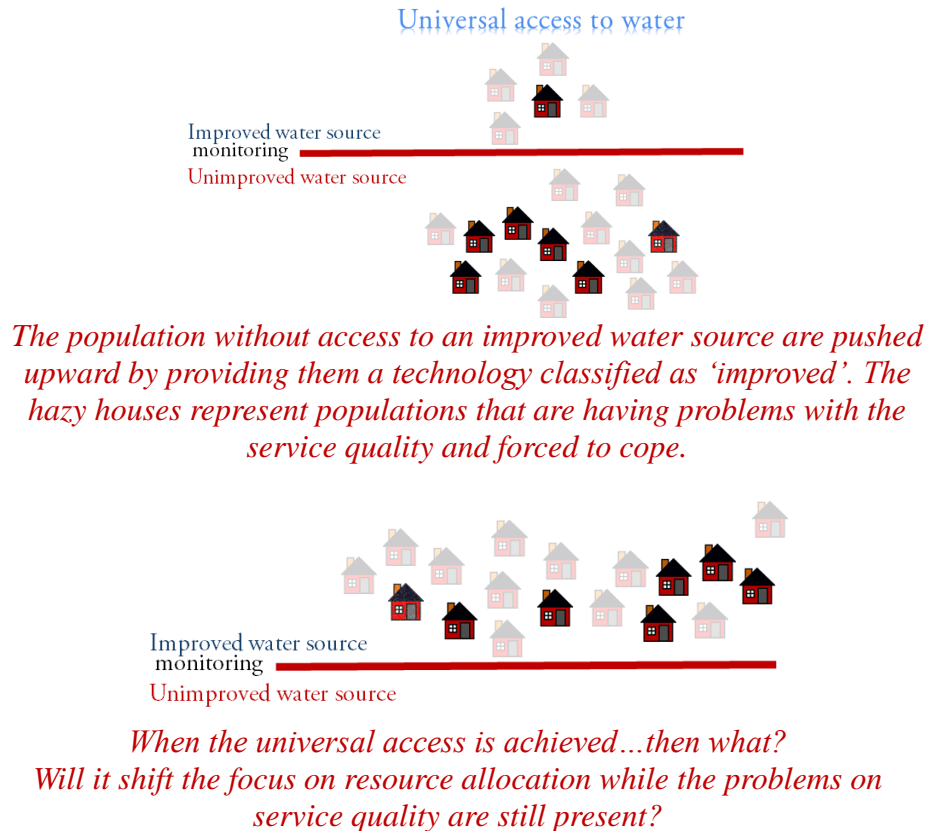 Universal access to water
Improved water source
monitoring
Unimproved water source
The population without access to an improved water source are pushed
upward by providing them a technology classified as ‘improved’. The
hazy houses represent populations that are having problems with the
service quality and forced to cope.
Improved water source
monitoring
Unimproved water source
When the universal access is achieved…then what?
Will it shift the focus on resource allocation while the problems on
service quality are still present?